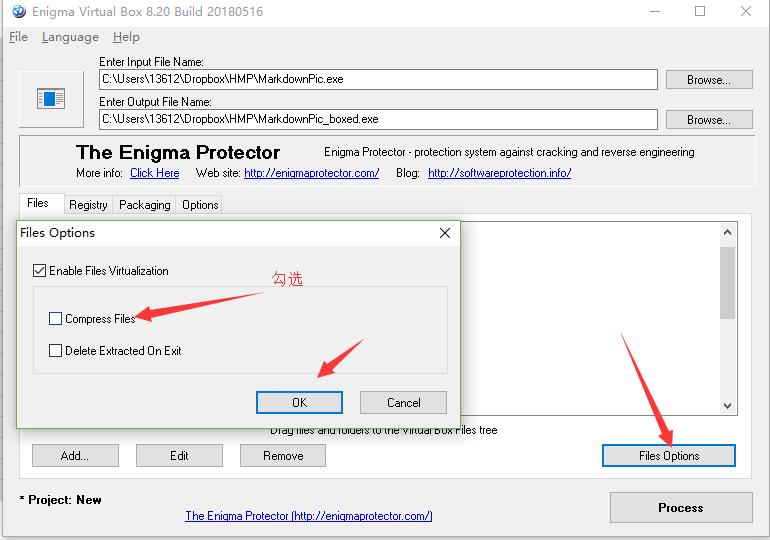 Enigma Virtual Box 8.20 Build 20180516
File Language Help
Enter Input File Name:
C:\Users\13612\Dropbox\HMP\MarkdownPic.exe
Browse...
Enter Output File Name:
C:\Users\13612\Dropbox\HMP\MarkdownPic_boxed.exe
Browse...
The Enigma Protector
Enigma Protector - protection system against cracking and reverse engineering
More info: Click Here Web site: http://enigmaprotector.com/ Blog: http://softwareprotection.info/
Files Registry Packaging Options
Files Options
Enable Files Virtualization
勾选
Compress Files
Delete Extracted On Exit
OK Cancel
Drag files and folders to the Virtual Box Files tree
Add... Edit Remove Files Options
* Project: New
Process
The Enigma Protector (http://enigmaprotector.com/)